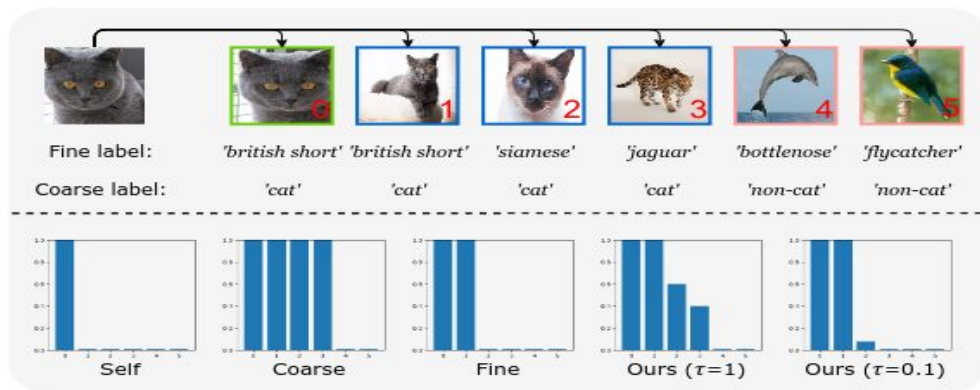 0 1 2 3 4 5
Fine label: 'british short' 'british short' 'siamese' 'jaguar' 'bottlenose' 'flycatcher'
Coarse label: 'cat' 'cat' 'cat' 'cat' 'non-cat' 'non-cat'
Self Coarse Fine Ours (τ=1) Ours (τ=0.1)